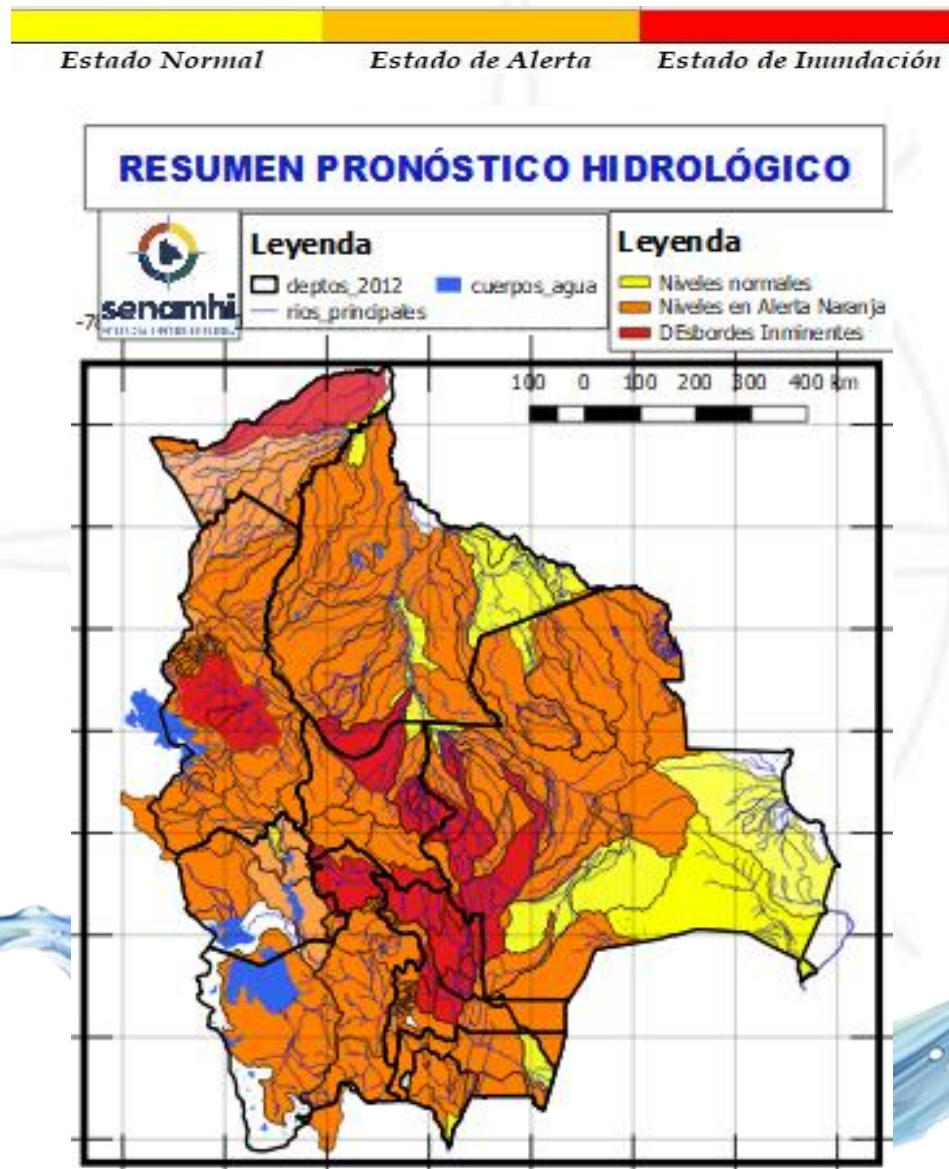 Estado Normal Estado de Alerta Estado de Inundación
RESUMEN PRONÓSTICO HIDROLÓGICO
senamhi
Leyenda
deptos_2012 cuerpos_agua
rios_principales
Leyenda
Niveles normales
Niveles en Alerta Naranja
DEsbordes Inminentes
100 0 100 200 300 400 km